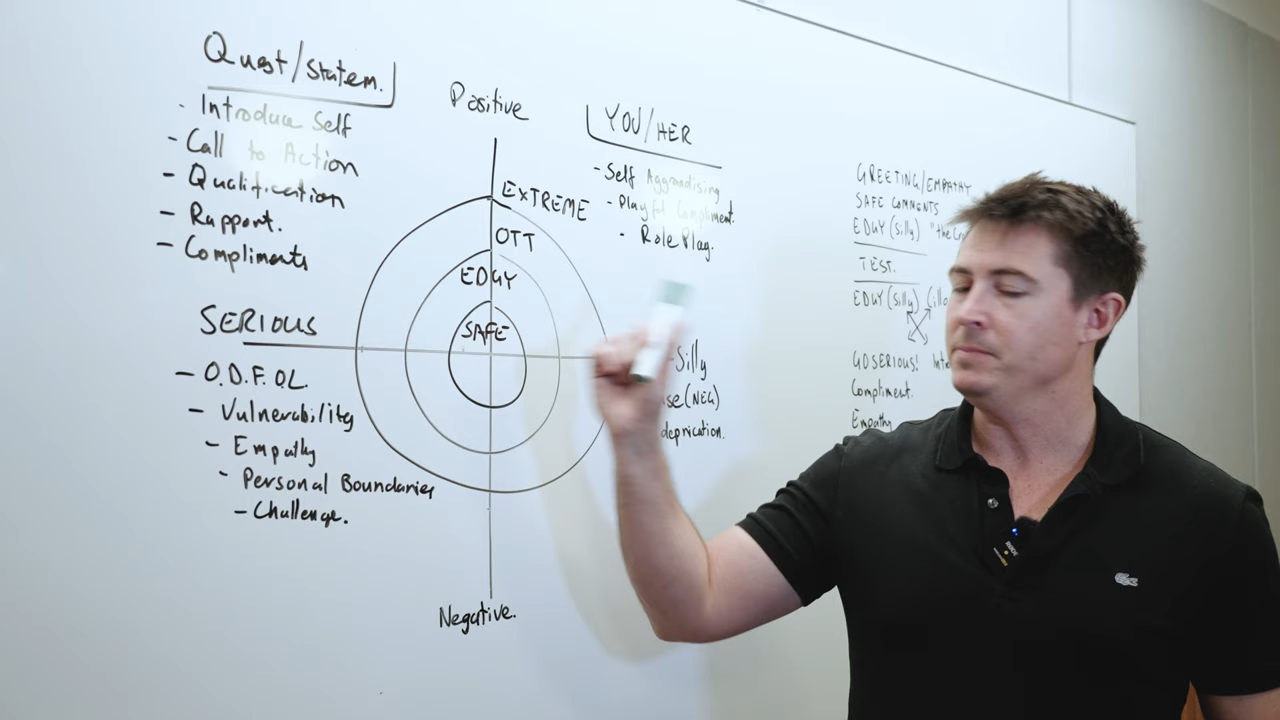 Quest/Statem.
- Introduce Self
- Call to Action
- Qualification
- Rapport.
- Compliments
SERIOUS
- O.D.F.OL.
- Vulnerability
- Empathy
- Personal Boundaries
- Challenge.
Positive
EXTREME
OTT
EDGY
SAFE
Negative.
YOU/HER
- Self Aggrandising
- Playful Compliment.
- Role Play.
-Silly
(NEG)
GREETING/EMPATHY
SAFE COMMENTS
EDGY (silly)
TEST.
EDGY (silly)
GO SERIOUS!
Compliment.
Empathy